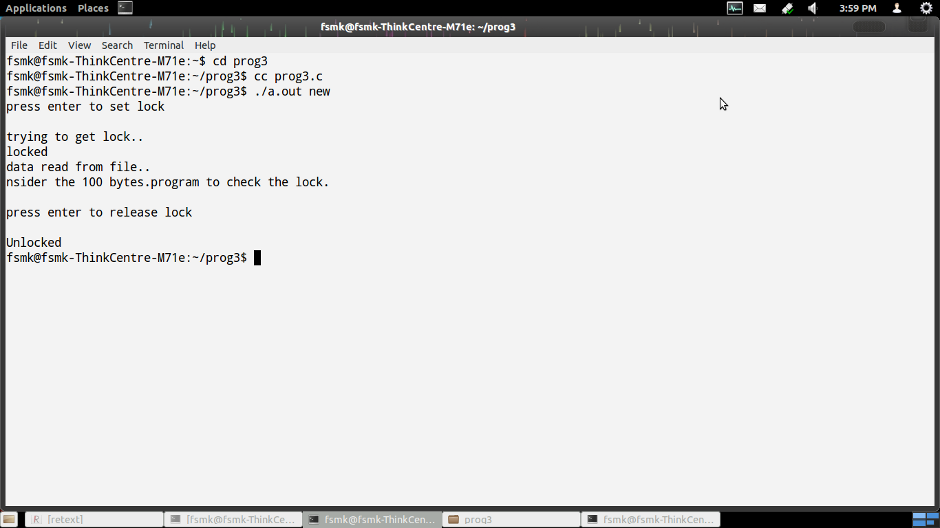 Applications Places 3:59 PM
fsmk@fsmk-ThinkCentre-M71e: ~/prog3
File Edit View Search Terminal Help
fsmk@fsmk-ThinkCentre-M71e:~$ cd prog3
fsmk@fsmk-ThinkCentre-M71e:~/prog3$ cc prog3.c
fsmk@fsmk-ThinkCentre-M71e:~/prog3$ ./a.out new
press enter to set lock
trying to get lock..
locked
data read from file..
nsider the 100 bytes.program to check the lock.
press enter to release lock
Unlocked
fsmk@fsmk-ThinkCentre-M71e:~/prog3$
[retext] [fsmk@fsmk-ThinkCe... fsmk@fsmk-ThinkCen... prog3 fsmk@fsmk-ThinkCen...